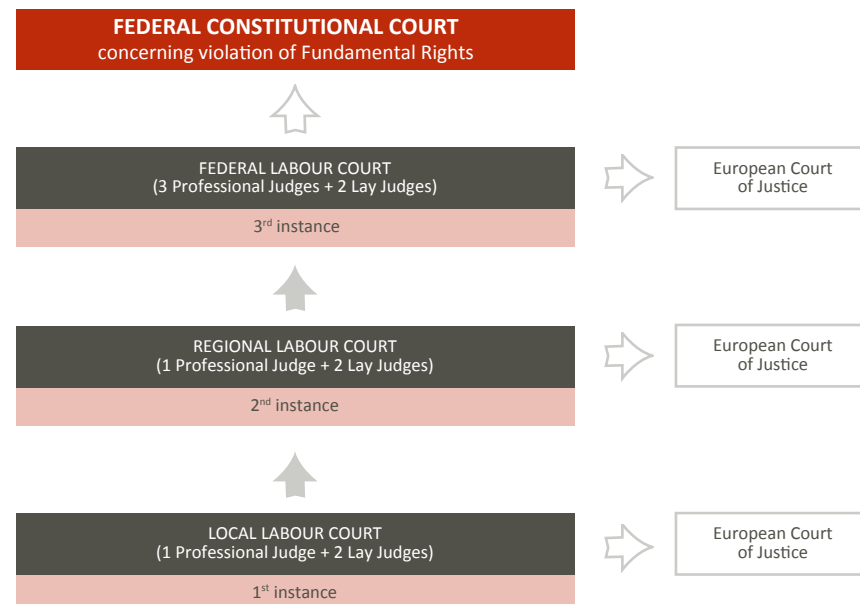 FEDERAL CONSTITUTIONAL COURT
concerning violation of Fundamental Rights
FEDERAL LABOUR COURT
(3 Professional Judges + 2 Lay Judges)
3rd instance
European Court
of Justice
REGIONAL LABOUR COURT
(1 Professional Judge + 2 Lay Judges)
2nd instance
European Court
of Justice
LOCAL LABOUR COURT
(1 Professional Judge + 2 Lay Judges)
1st instance
European Court
of Justice